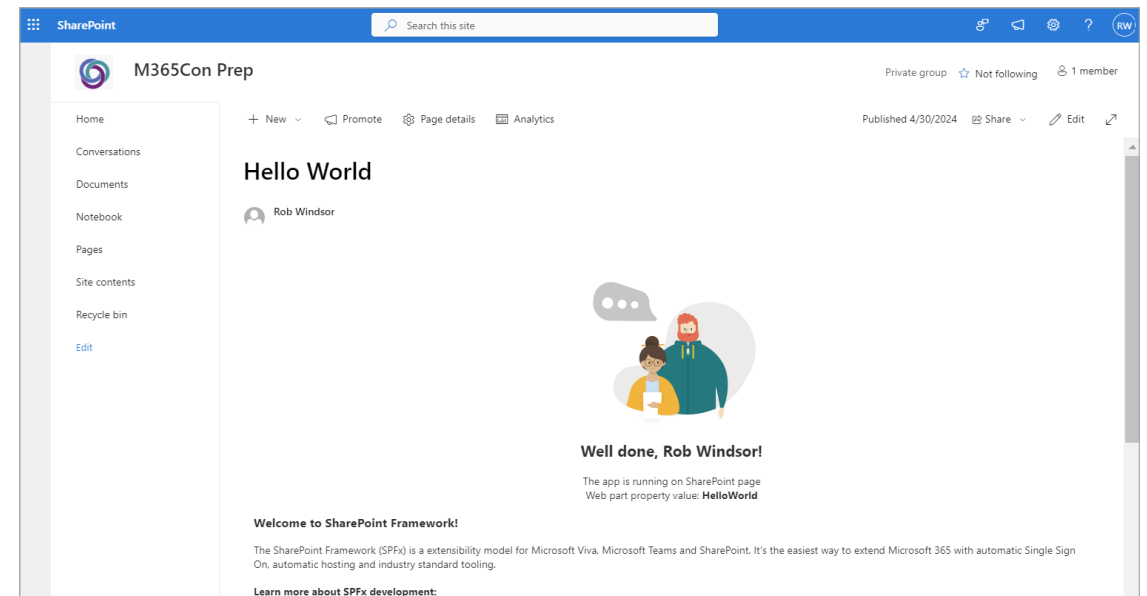 SharePoint
Search this site
RW
M365Con Prep
Private group Not following 1 member
Home
Conversations
Documents
Notebook
Pages
Site contents
Recycle bin
Edit
New Promote Page details Analytics
Published 4/30/2024 Share Edit
Hello World
Rob Windsor
Well done, Rob Windsor!
The app is running on SharePoint page
Web part property value: HelloWorld
Welcome to SharePoint Framework!
The SharePoint Framework (SPFx) is a extensibility model for Microsoft Viva, Microsoft Teams and SharePoint. It's the easiest way to extend Microsoft 365 with automatic Single Sign
On, automatic hosting and industry standard tooling.
Learn more about SPFx development: